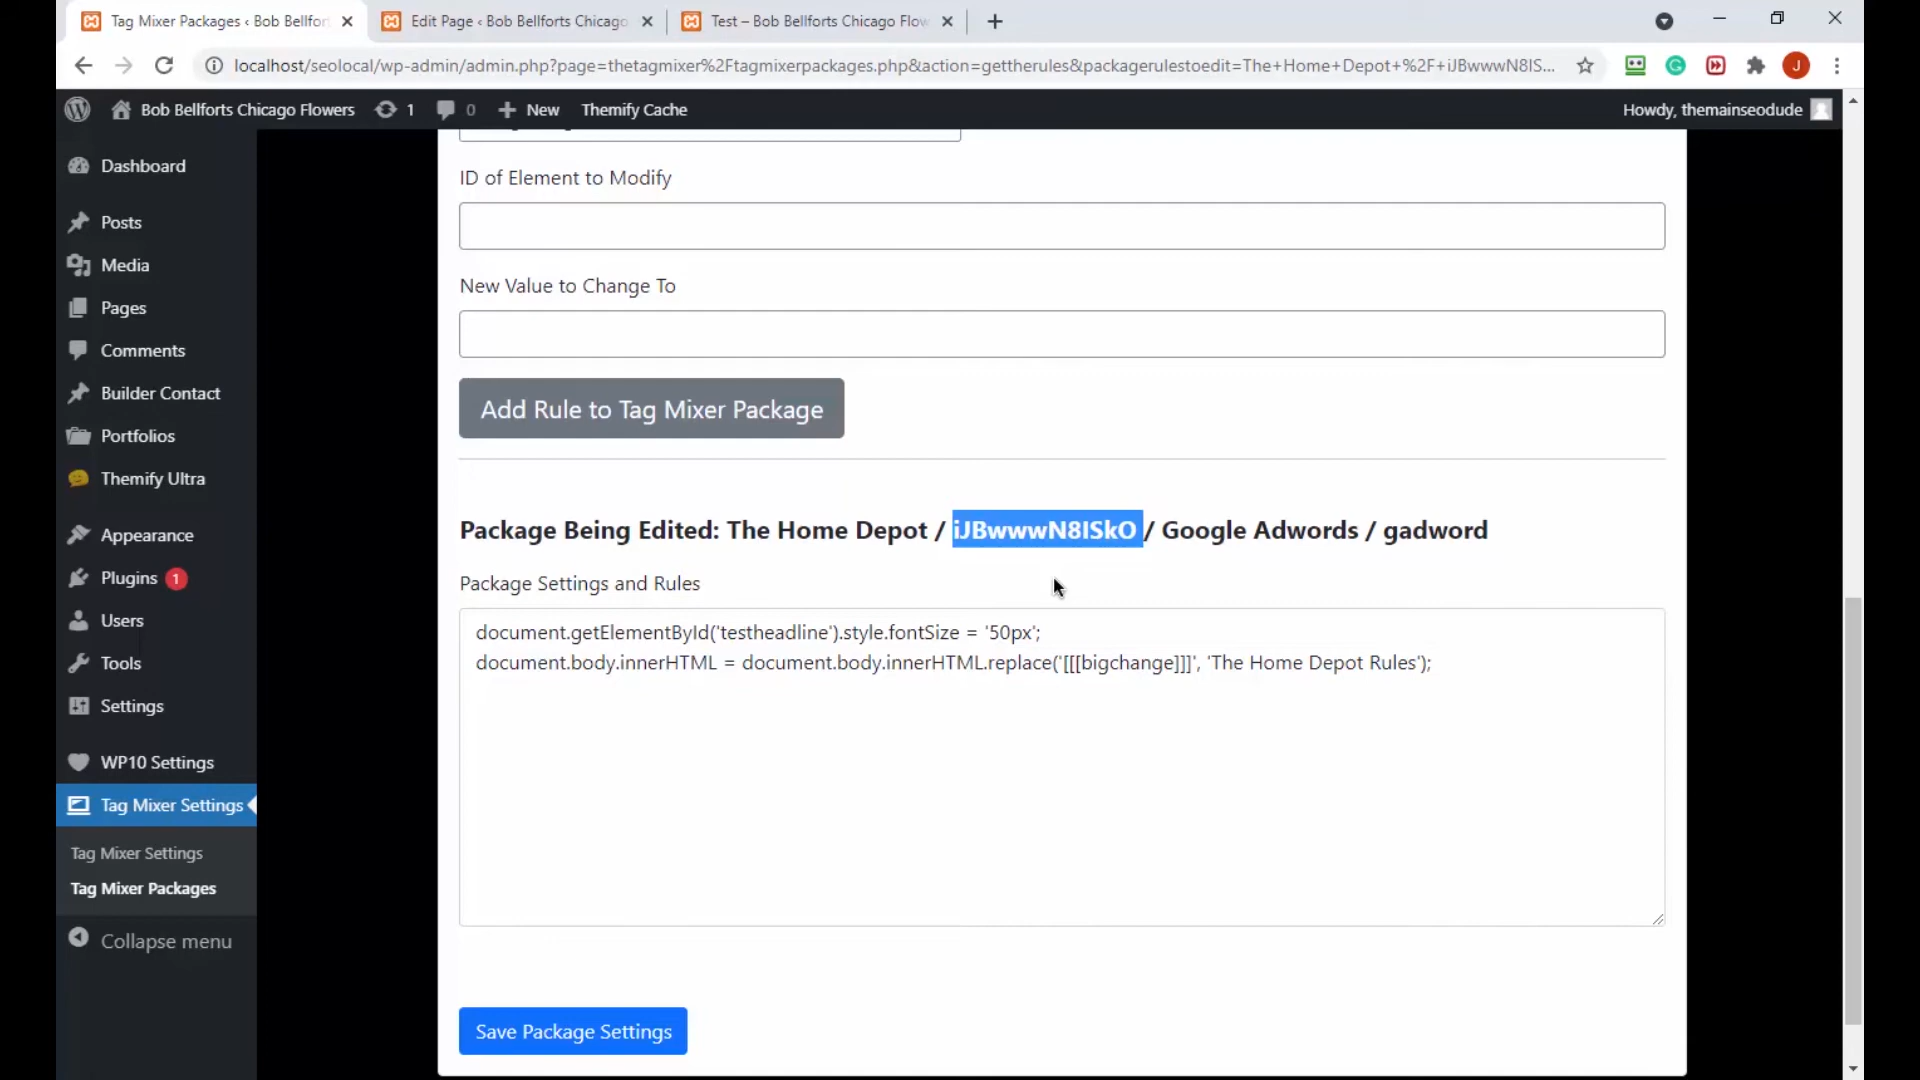 Tag Mixer Packages ‹ Bob Bellfor
Edit Page ‹ Bob Bellforts Chicago
Test – Bob Bellforts Chicago Flow
localhost/seolocal/wp-admin/admin.php?page=thetagmixer%2Ftagmixerpackages.php&action=gettherules&packagerulestoedit=The+Home+Depot+%2F+iJBwwwN8IS...
J
Bob Bellforts Chicago Flowers
1
0
New
Themify Cache
Howdy, themainseodude
Dashboard
Posts
Media
Pages
Comments
Builder Contact
Portfolios
Themify Ultra
Appearance
Plugins 1
Users
Tools
Settings
WP10 Settings
Tag Mixer Settings
Tag Mixer Settings
Tag Mixer Packages
Collapse menu
ID of Element to Modify
New Value to Change To
Add Rule to Tag Mixer Package
Package Being Edited: The Home Depot / iJBwwwN8ISkO / Google Adwords / gadword
Package Settings and Rules
document.getElementById('testheadline').style.fontSize = '50px';
document.body.innerHTML = document.body.innerHTML.replace('[[[bigchange]]]', 'The Home Depot Rules');
Save Package Settings